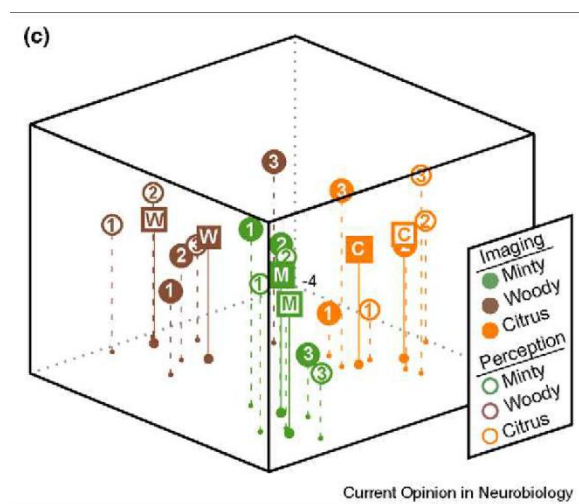 (c)
3
3
3
2
1
W
W
2
3
1
1
2
2
M
1
-4
M
C
C
2
1
1
3
3
Imaging
Minty
Woody
Citrus
Perception
Minty
Woody
Citrus
Current Opinion in Neurobiology